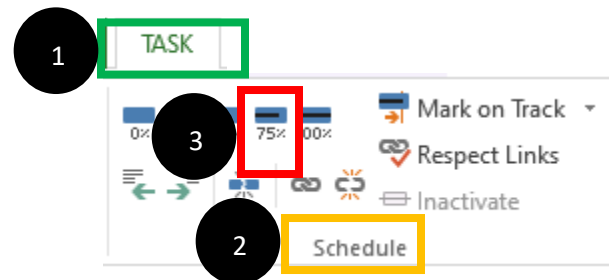 1
TASK
0%
3
75%
00%
Mark on Track
Respect Links
Inactivate
2
Schedule